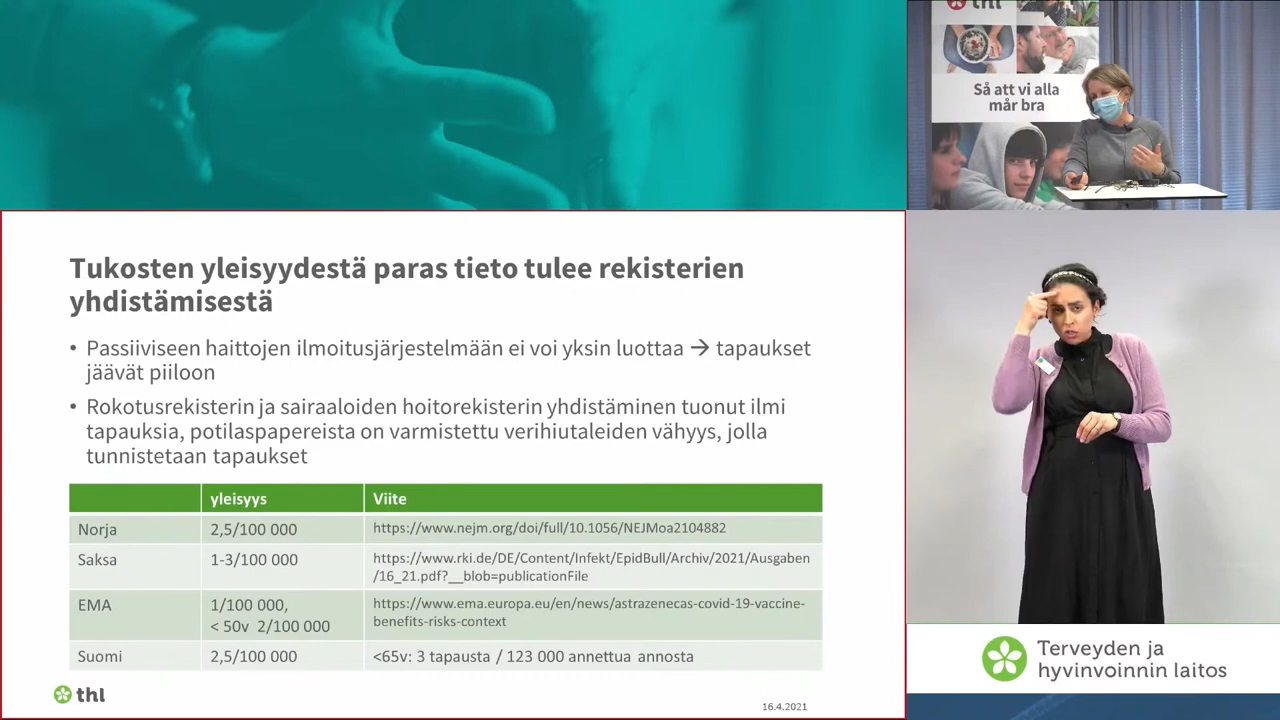 thl
Så att vi alla
mår bra
Tukosten yleisyydestä paras tieto tulee rekisterien
yhdistämisestä
• Passiiviseen haittojen ilmoitusjärjestelmään ei voi yksin luottaa → tapaukset
jäävät piiloon
• Rokotusrekisterin ja sairaaloiden hoitorekisterin yhdistäminen tuonut ilmi
tapauksia, potilaspapereista on varmistettu verihiutaleiden vähyys, jolla
tunnistetaan tapaukset
yleisyys Viite
Norja 2,5/100 000 https://www.nejm.org/doi/full/10.1056/NEJMoa2104882
Saksa 1-3/100 000 https://www.rki.de/DE/Content/Infekt/EpidBull/Archiv/2021/Ausgaben
/16_21.pdf?__blob=publicationFile
EMA 1/100 000, https://www.ema.europa.eu/en/news/astrazenecas-covid-19-vaccine-
< 50v 2/100 000 benefits-risks-context
Suomi 2,5/100 000 <65v: 3 tapausta / 123 000 annettua annosta
thl
16.4.2021
Terveyden ja
hyvinvoinnin laitos